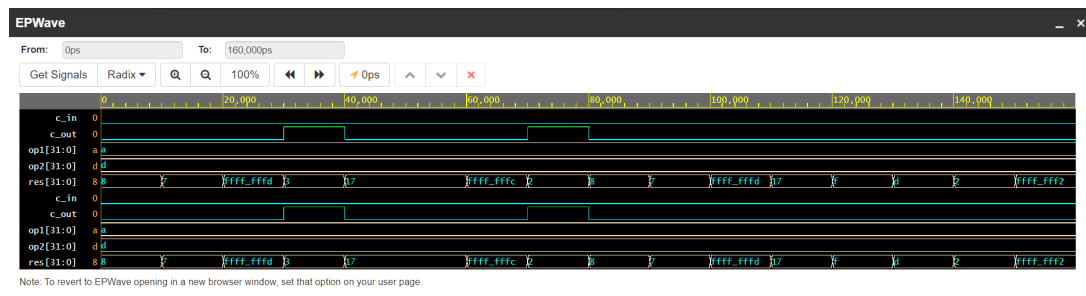 EPWave
From: 0ps To: 160,000ps
Get Signals Radix 100% 0ps
0 20,000 40,000 60,000 80,000 100,000 120,000 140,000
c_in 0
c_out 0
op1[31:0] a a
op2[31:0] d d
res[31:0] 8 8 7 ffff_fffd 3 17 ffff_fffc 2 8 7 ffff_fffd 17 f d 2 ffff_fff2
c_in 0
c_out 0
op1[31:0] a a
op2[31:0] d d
res[31:0] 8 8 7 ffff_fffd 3 17 ffff_fffc 2 8 7 ffff_fffd 17 f d 2 ffff_fff2
Note: To revert to EPWave opening in a new browser window, set that option on your user page.